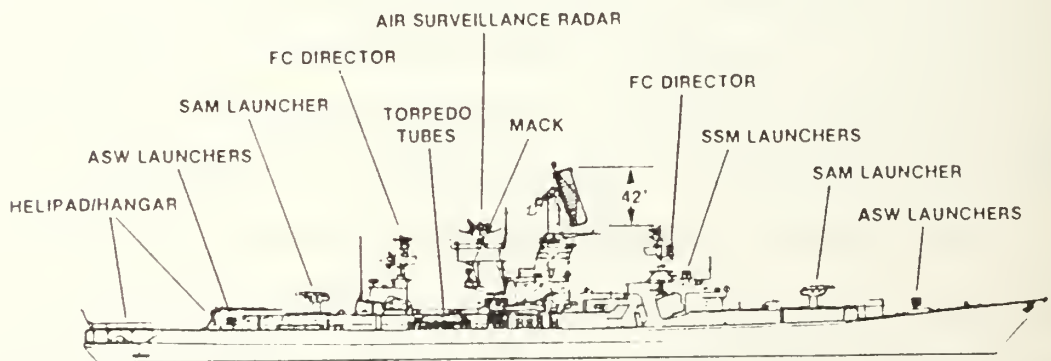 AIR SURVEILLANCE RADAR
FC DIRECTOR
FC DIRECTOR
SAM LAUNCHER
TORPEDO
TUBES
MACK
SSM LAUNCHERS
ASW LAUNCHERS
SAM LAUNCHER
42'
HELIPAD/HANGAR
ASW LAUNCHERS